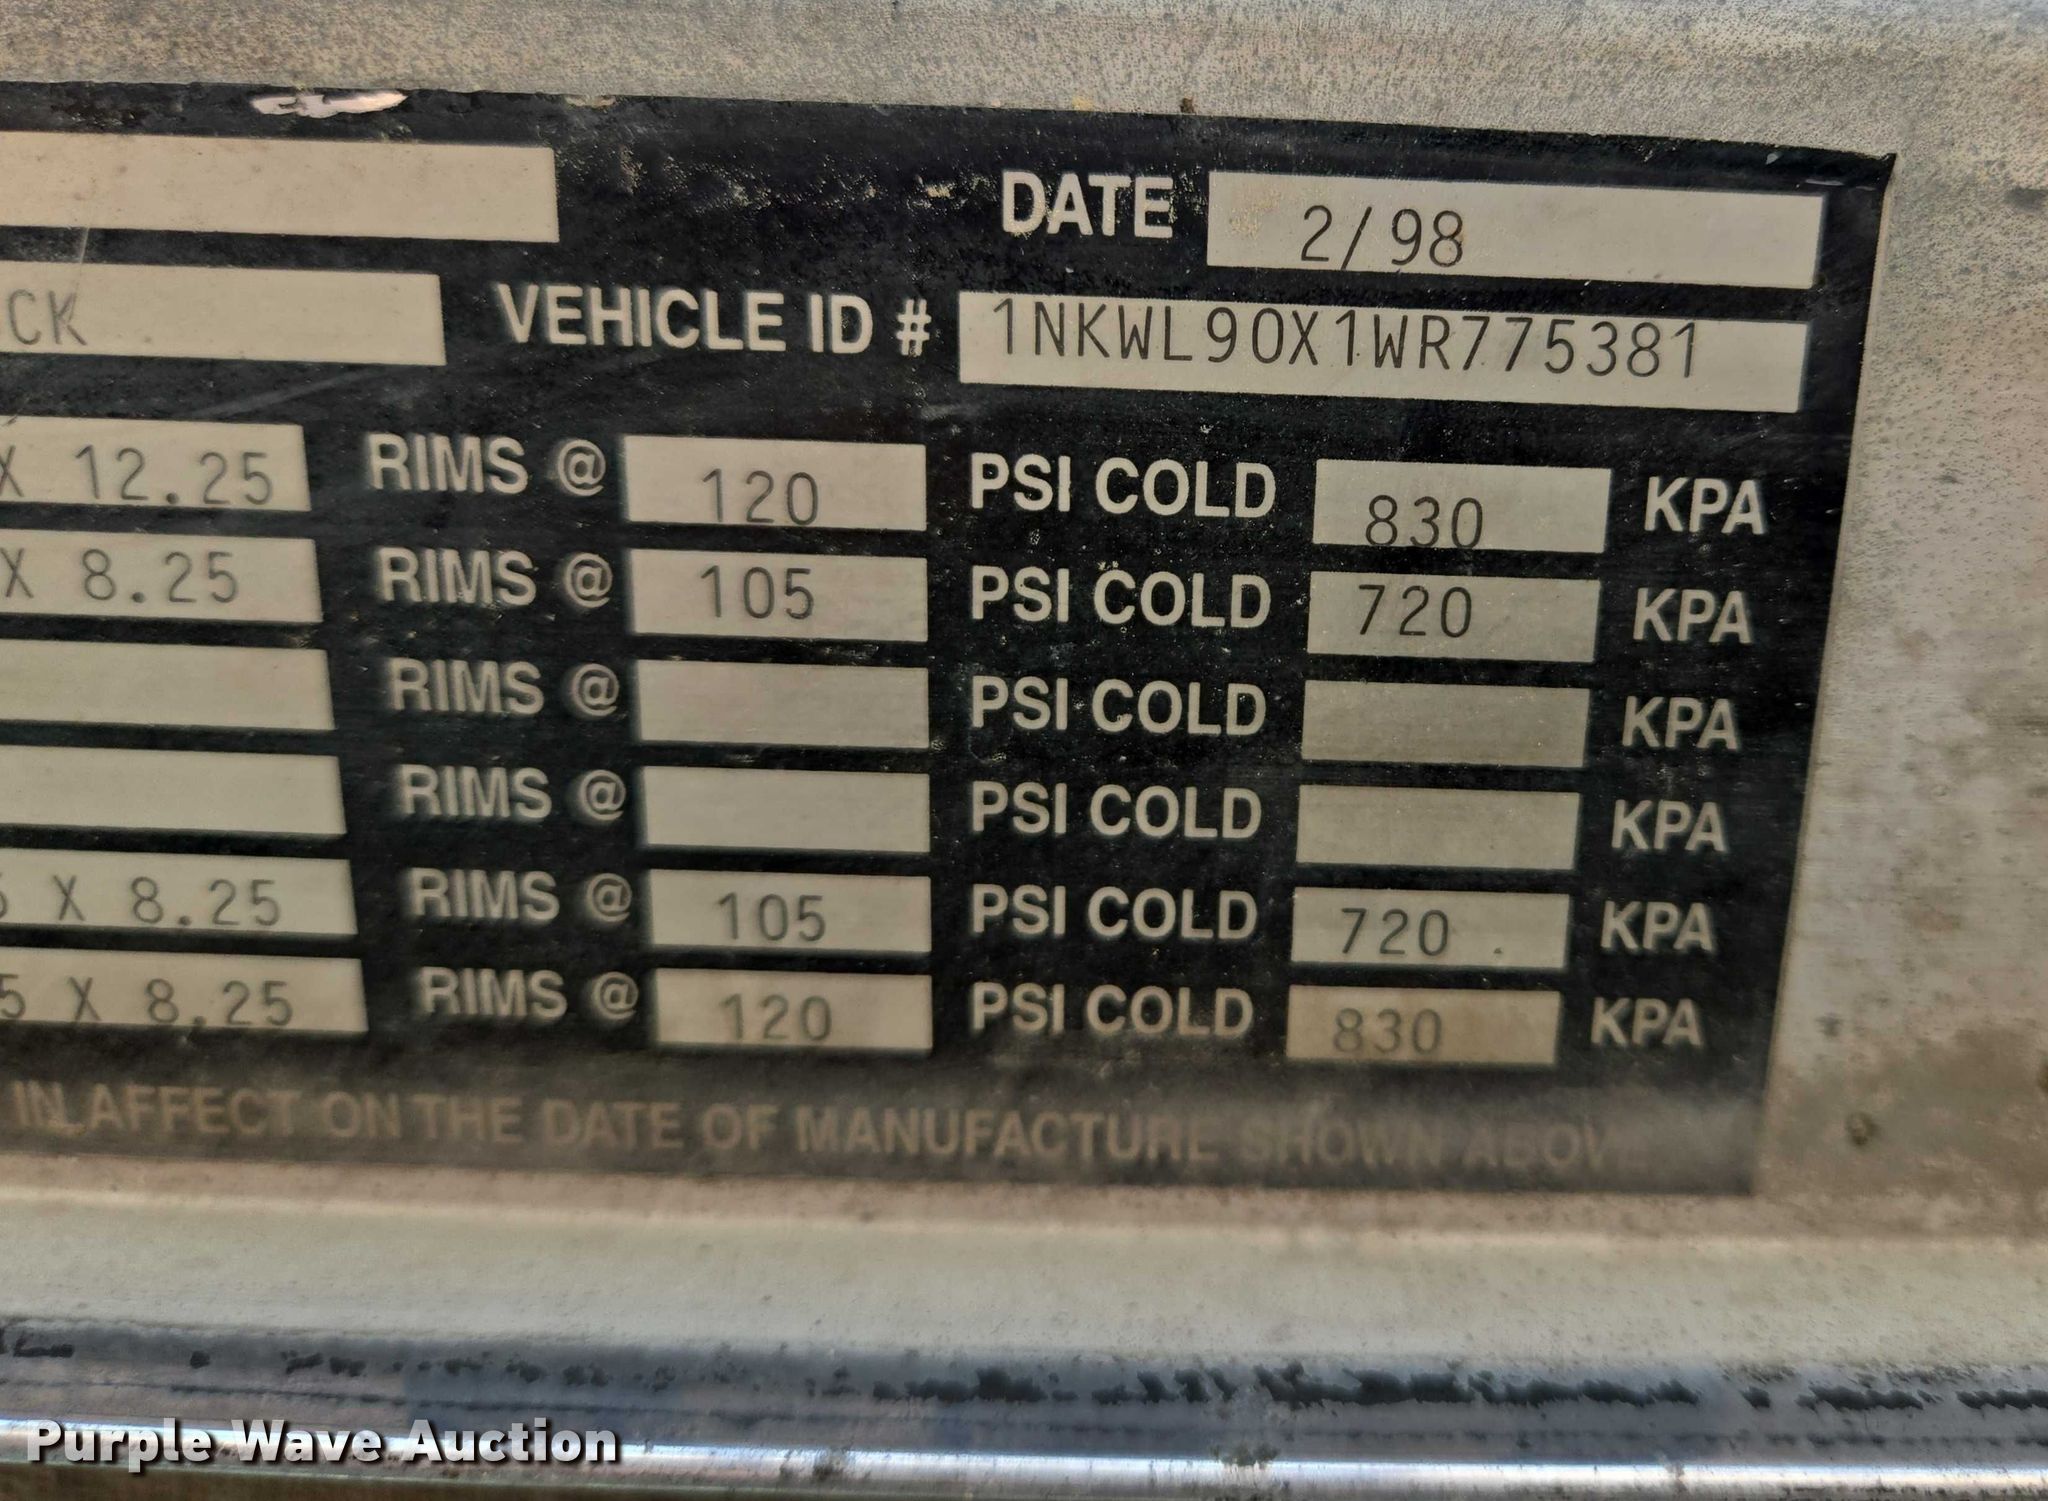 DATE 2/98
CK VEHICLE ID # 1NKWL90X1WR775381
X 12.25 RIMS @ 120 PSI COLD 830 KPA
X 8.25 RIMS @ 105 PSI COLD 720 KPA
RIMS @ PSI COLD KPA
RIMS @ PSI COLD KPA
5 X 8.25 RIMS @ 105 PSI COLD 720 KPA
5 X 8.25 RIMS @ 120 PSI COLD 830 KPA
IN AFFECT ON THE DATE OF MANUFACTURE SHOWN ABOVE
Purple Wave Auction